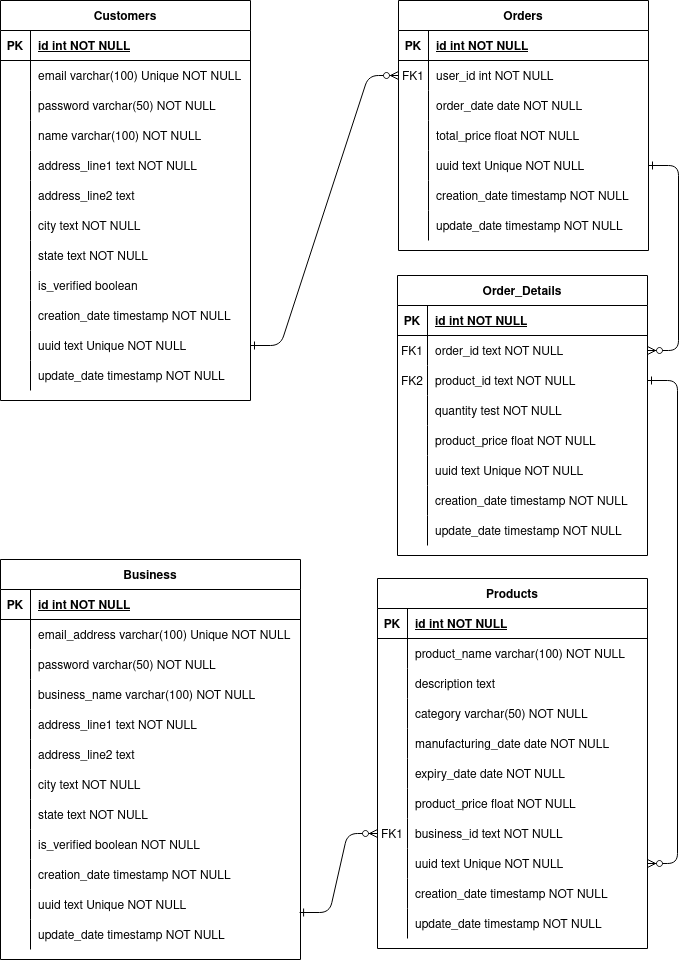 Customers
PK id int NOT NULL
email varchar(100) Unique NOT NULL
password varchar(50) NOT NULL
name varchar(100) NOT NULL
address_line1 text NOT NULL
address_line2 text
city text NOT NULL
state text NOT NULL
is_verified boolean
creation_date timestamp NOT NULL
uuid text Unique NOT NULL
update_date timestamp NOT NULL
Orders
PK id int NOT NULL
FK1 user_id int NOT NULL
order_date date NOT NULL
total_price float NOT NULL
uuid text Unique NOT NULL
creation_date timestamp NOT NULL
update_date timestamp NOT NULL
Order_Details
PK id int NOT NULL
FK1 order_id text NOT NULL
FK2 product_id text NOT NULL
quantity test NOT NULL
product_price float NOT NULL
uuid text Unique NOT NULL
creation_date timestamp NOT NULL
update_date timestamp NOT NULL
Business
PK id int NOT NULL
email_address varchar(100) Unique NOT NULL
password varchar(50) NOT NULL
business_name varchar(100) NOT NULL
address_line1 text NOT NULL
address_line2 text
city text NOT NULL
state text NOT NULL
is_verified boolean NOT NULL
creation_date timestamp NOT NULL
uuid text Unique NOT NULL
update_date timestamp NOT NULL
Products
PK id int NOT NULL
product_name varchar(100) NOT NULL
description text
category varchar(50) NOT NULL
manufacturing_date date NOT NULL
expiry_date date NOT NULL
product_price float NOT NULL
FK1 business_id text NOT NULL
uuid text Unique NOT NULL
creation_date timestamp NOT NULL
update_date timestamp NOT NULL